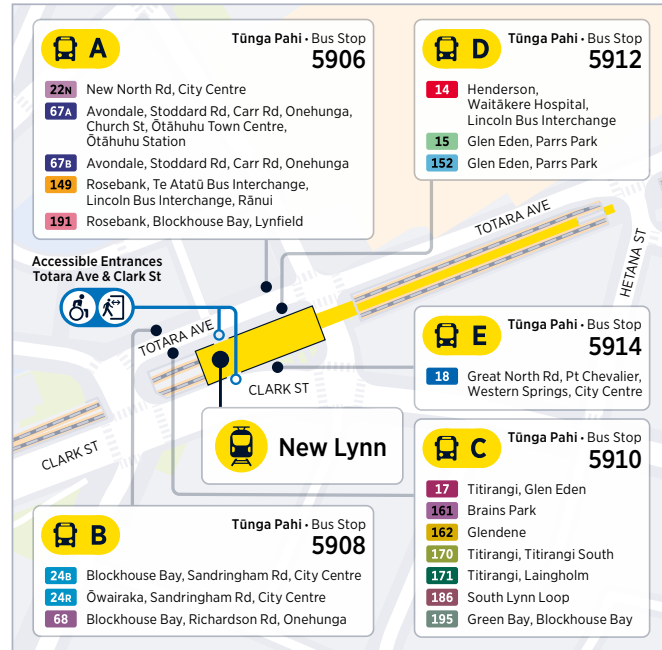 A
Tūnga Pahi • Bus Stop
5906
22N New North Rd, City Centre
67A Avondale, Stoddard Rd, Carr Rd, Onehunga,
Church St, Ōtāhuhu Town Centre,
Ōtāhuhu Station
67B Avondale, Stoddard Rd, Carr Rd, Onehunga
149 Rosebank, Te Atatū Bus Interchange,
Lincoln Bus Interchange, Rānui
191 Rosebank, Blockhouse Bay, Lynfield
D
Tūnga Pahi • Bus Stop
5912
14 Henderson,
Waitākere Hospital,
Lincoln Bus Interchange
15 Glen Eden, Parrs Park
152 Glen Eden, Parrs Park
TOTARA AVE
HETANA ST
Accessible Entrances
Totara Ave & Clark St
TOTARA AVE
CLARK ST
CLARK ST
New Lynn
E
Tūnga Pahi • Bus Stop
5914
18 Great North Rd, Pt Chevalier,
Western Springs, City Centre
B
Tūnga Pahi • Bus Stop
5908
24B Blockhouse Bay, Sandringham Rd, City Centre
24R Ōwairaka, Sandringham Rd, City Centre
68 Blockhouse Bay, Richardson Rd, Onehunga
C
Tūnga Pahi • Bus Stop
5910
17 Titirangi, Glen Eden
161 Brains Park
162 Glendene
170 Titirangi, Titirangi South
171 Titirangi, Laingholm
186 South Lynn Loop
195 Green Bay, Blockhouse Bay